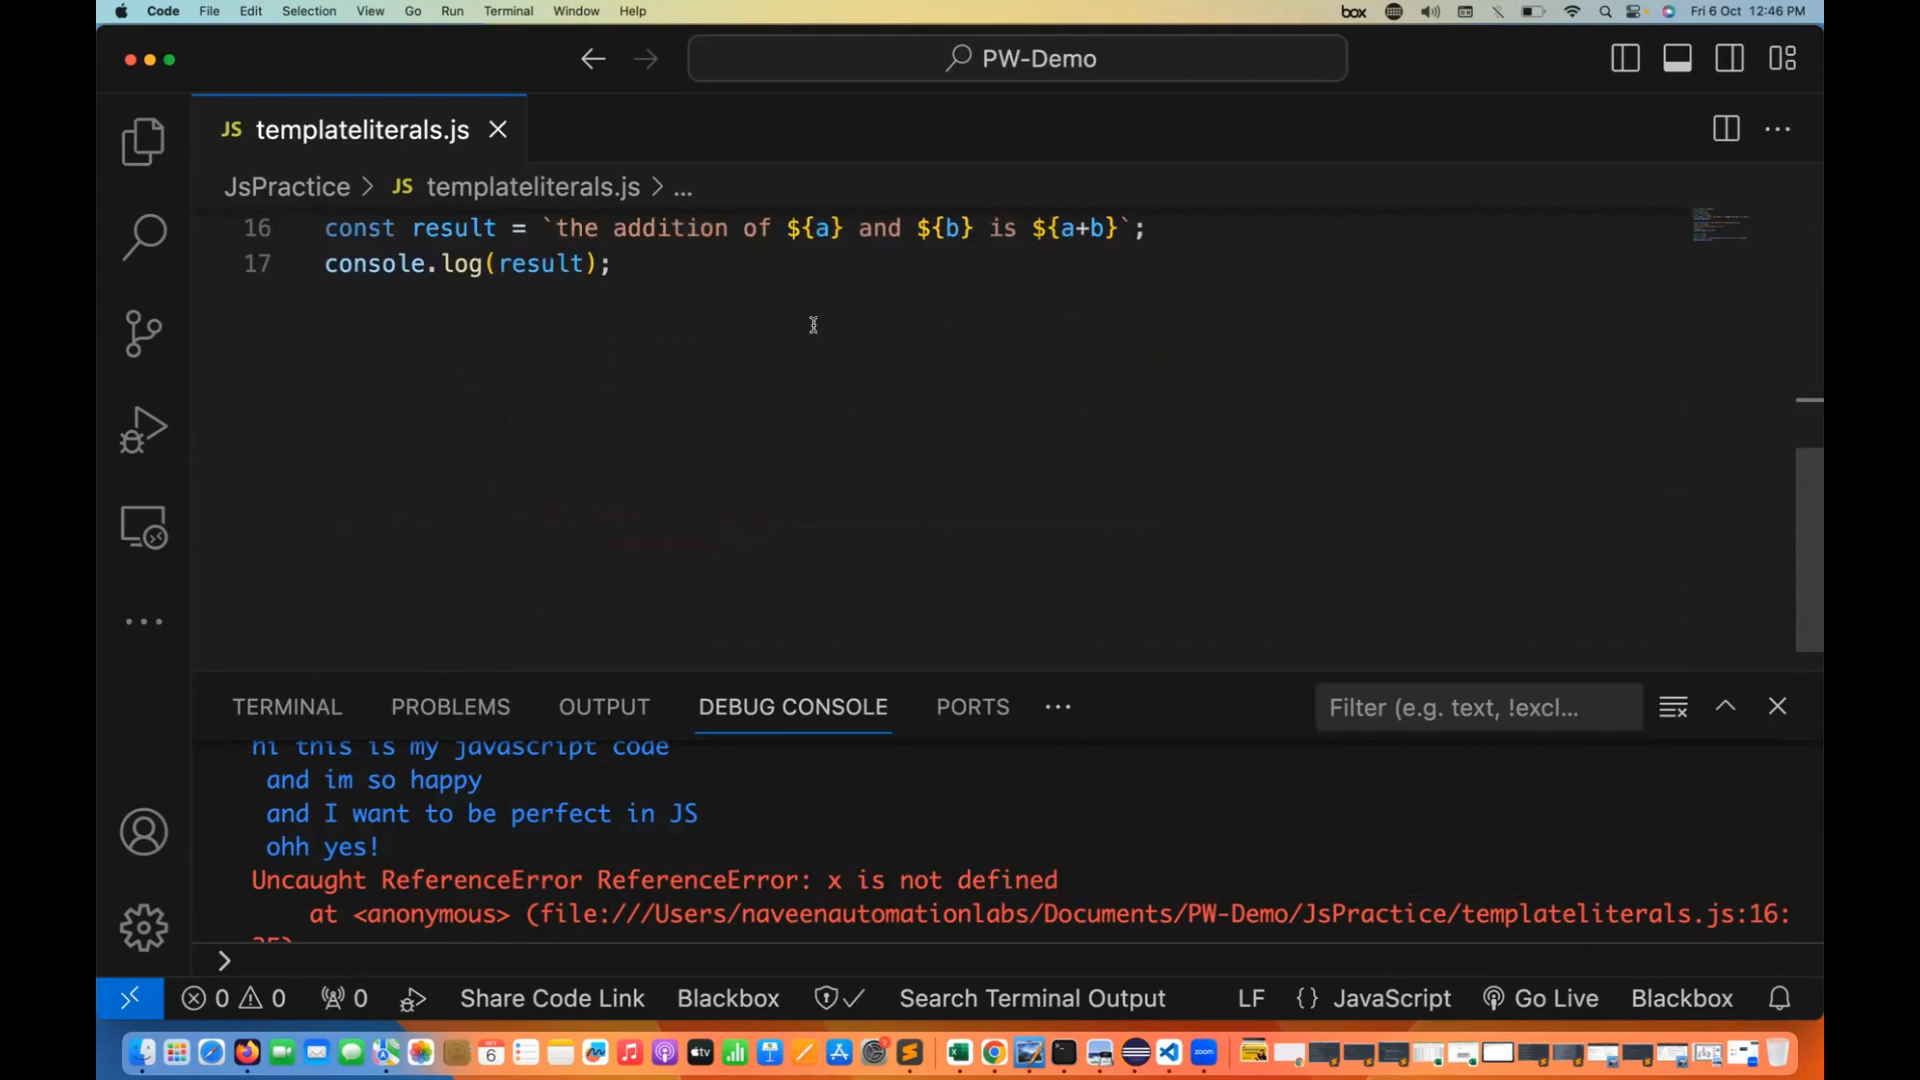 Code File Edit Selection View Go Run Terminal Window Help box Fri 6 Oct 12:46 PM
PW-Demo
JS templateliterals.js
JsPractice > JS templateliterals.js > ...
16 const result = `the addition of ${a} and ${b} is ${a+b}`;
17 console.log(result);
TERMINAL PROBLEMS OUTPUT DEBUG CONSOLE PORTS ... Filter (e.g. text, !excl...
hi this is my javascript code
and im so happy
and I want to be perfect in JS
ohh yes!
Uncaught ReferenceError ReferenceError: x is not defined
at <anonymous> (file:///Users/naveenautomationlabs/Documents/PW-Demo/JsPractice/templateliterals.js:16:
>
0 0 0 Share Code Link Blackbox Search Terminal Output LF {} JavaScript Go Live Blackbox
OCT 6 tv zoom